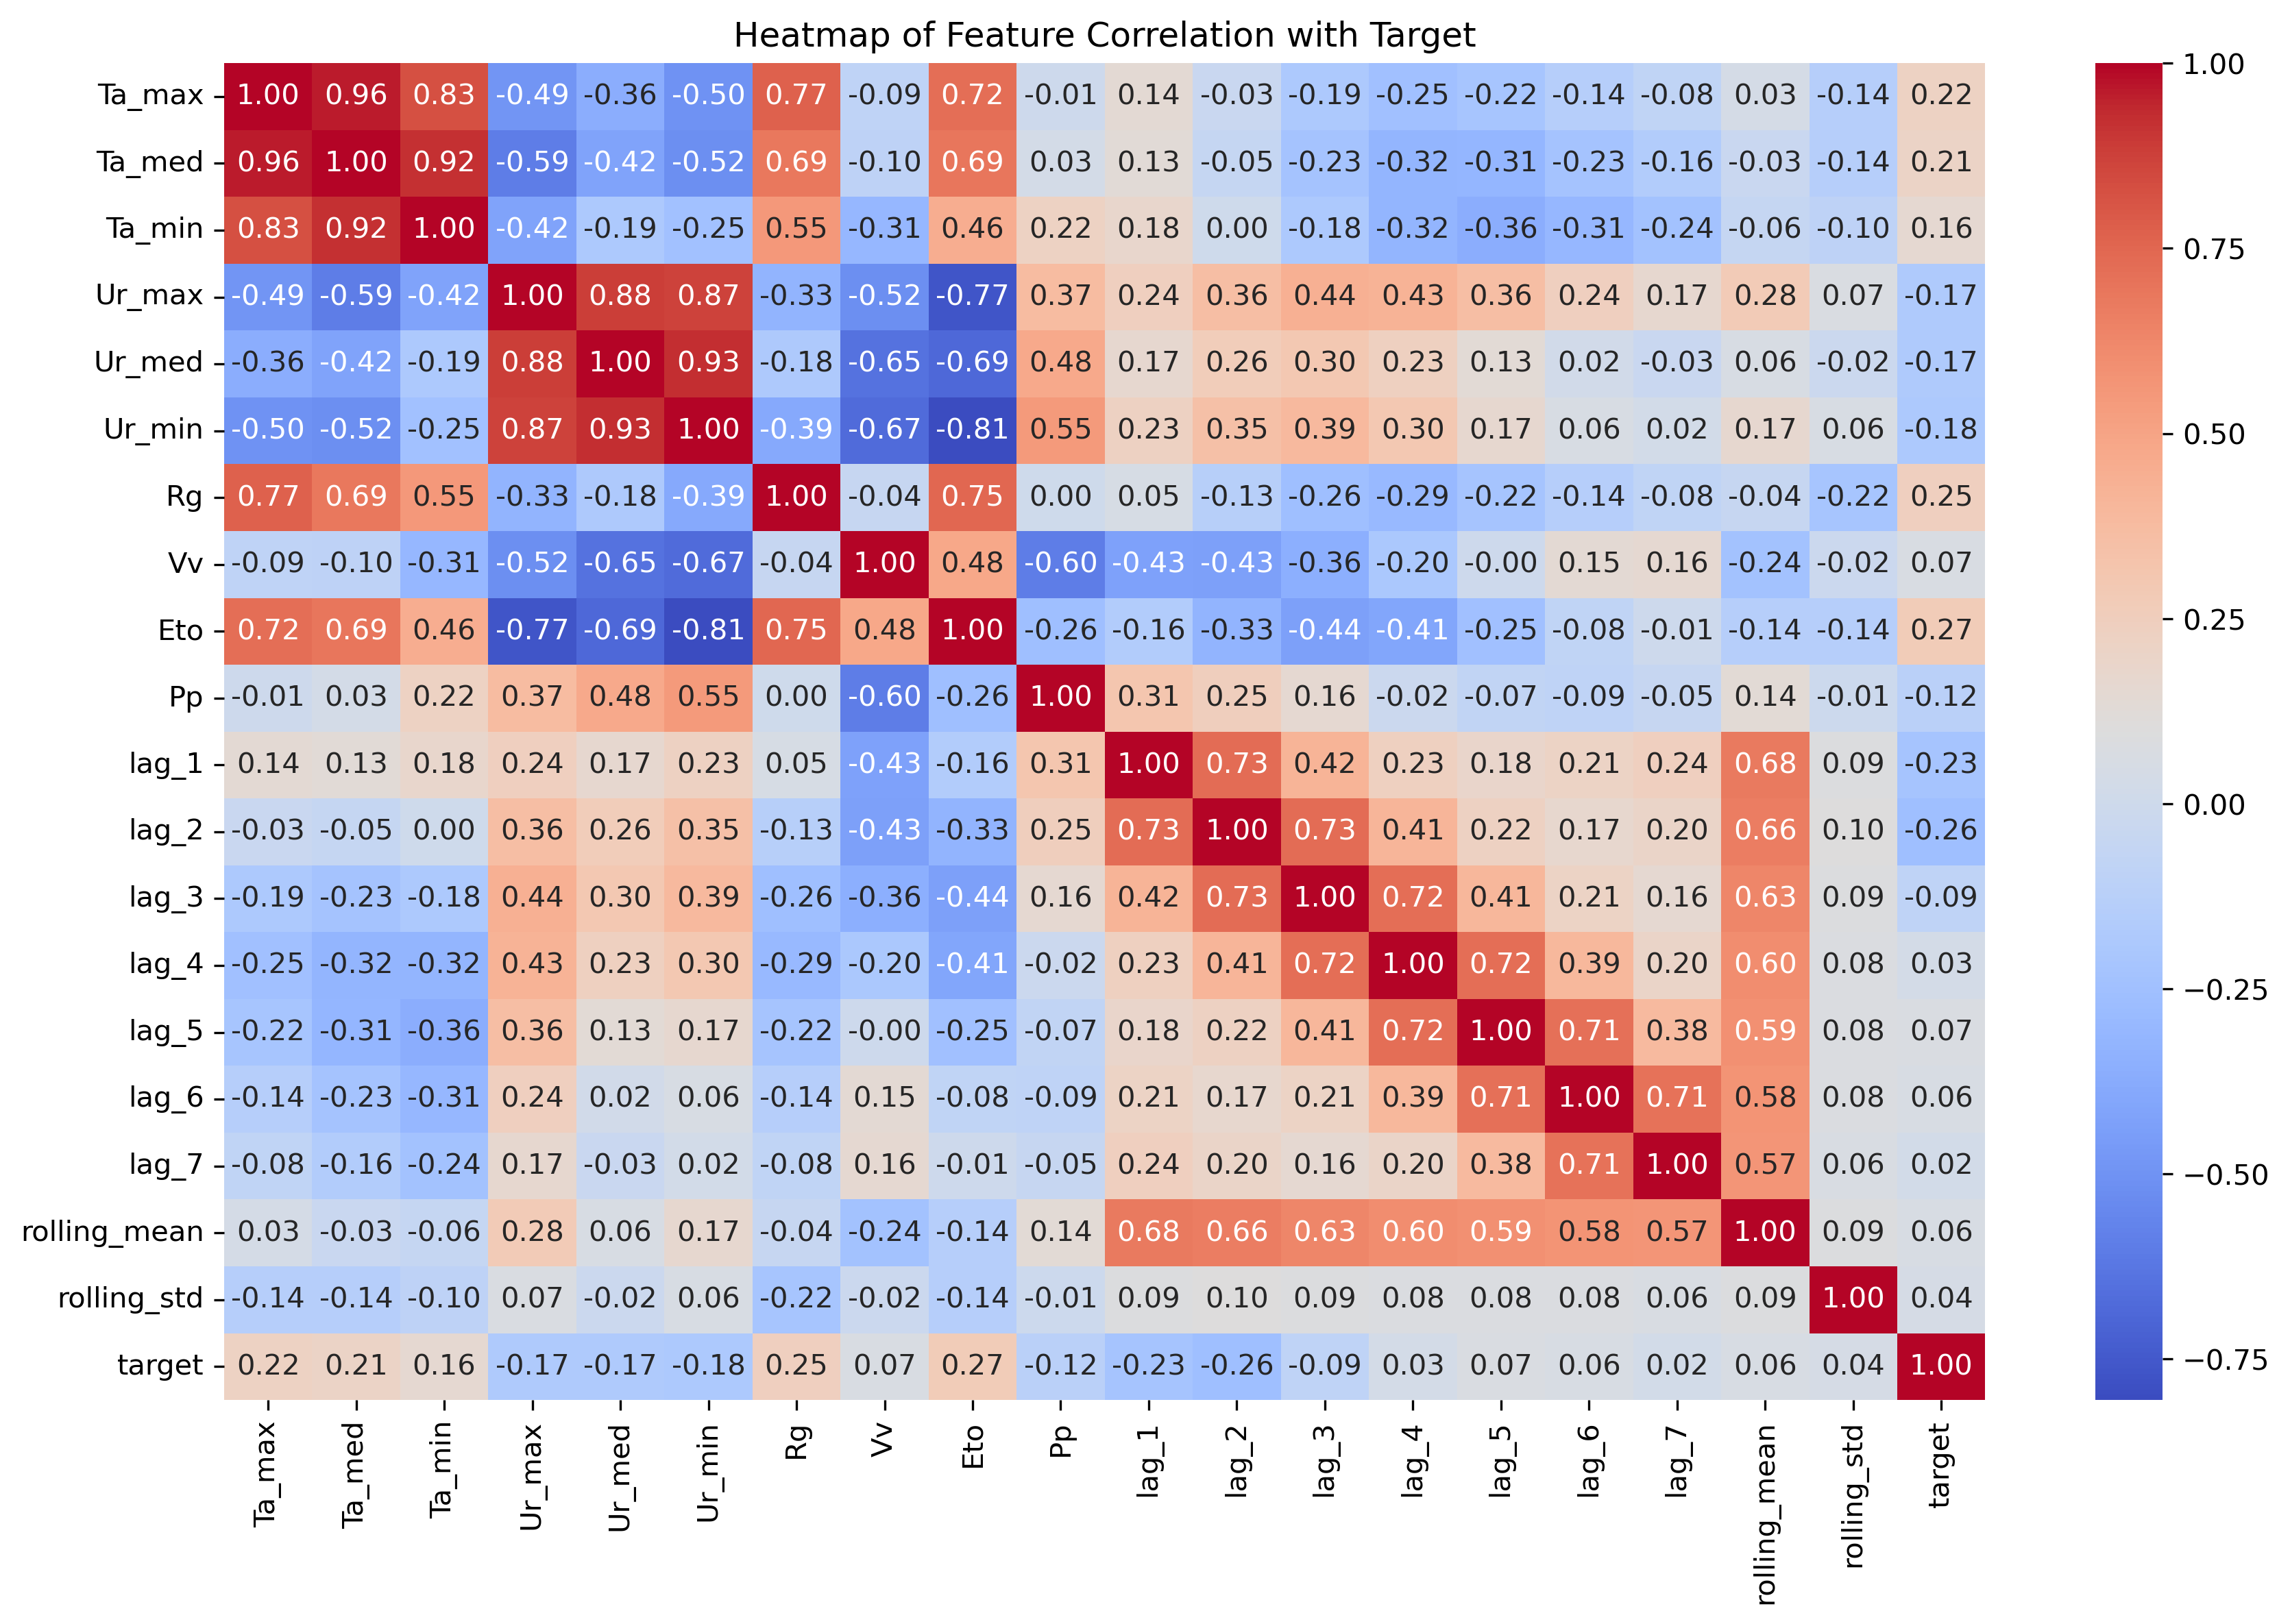 Heatmap of Feature Correlation with Target
Ta_max 1.00 0.96 0.83 -0.49 -0.36 -0.50 0.77 -0.09 0.72 -0.01 0.14 -0.03 -0.19 -0.25 -0.22 -0.14 -0.08 0.03 -0.14 0.22
Ta_med 0.96 1.00 0.92 -0.59 -0.42 -0.52 0.69 -0.10 0.69 0.03 0.13 -0.05 -0.23 -0.32 -0.31 -0.23 -0.16 -0.03 -0.14 0.21
Ta_min 0.83 0.92 1.00 -0.42 -0.19 -0.25 0.55 -0.31 0.46 0.22 0.18 0.00 -0.18 -0.32 -0.36 -0.31 -0.24 -0.06 -0.10 0.16
Ur_max -0.49 -0.59 -0.42 1.00 0.88 0.87 -0.33 -0.52 -0.77 0.37 0.24 0.36 0.44 0.43 0.36 0.24 0.17 0.28 0.07 -0.17
Ur_med -0.36 -0.42 -0.19 0.88 1.00 0.93 -0.18 -0.65 -0.69 0.48 0.17 0.26 0.30 0.23 0.13 0.02 -0.03 0.06 -0.02 -0.17
Ur_min -0.50 -0.52 -0.25 0.87 0.93 1.00 -0.39 -0.67 -0.81 0.55 0.23 0.35 0.39 0.30 0.17 0.06 0.02 0.17 0.06 -0.18
Rg 0.77 0.69 0.55 -0.33 -0.18 -0.39 1.00 -0.04 0.75 0.00 0.05 -0.13 -0.26 -0.29 -0.22 -0.14 -0.08 -0.04 -0.22 0.25
Vv -0.09 -0.10 -0.31 -0.52 -0.65 -0.67 -0.04 1.00 0.48 -0.60 -0.43 -0.43 -0.36 -0.20 -0.00 0.15 0.16 -0.24 -0.02 0.07
Eto 0.72 0.69 0.46 -0.77 -0.69 -0.81 0.75 0.48 1.00 -0.26 -0.16 -0.33 -0.44 -0.41 -0.25 -0.08 -0.01 -0.14 -0.14 0.27
Pp -0.01 0.03 0.22 0.37 0.48 0.55 0.00 -0.60 -0.26 1.00 0.31 0.25 0.16 -0.02 -0.07 -0.09 -0.05 0.14 -0.01 -0.12
lag_1 0.14 0.13 0.18 0.24 0.17 0.23 0.05 -0.43 -0.16 0.31 1.00 0.73 0.42 0.23 0.18 0.21 0.24 0.68 0.09 -0.23
lag_2 -0.03 -0.05 0.00 0.36 0.26 0.35 -0.13 -0.43 -0.33 0.25 0.73 1.00 0.73 0.41 0.22 0.17 0.20 0.66 0.10 -0.26
lag_3 -0.19 -0.23 -0.18 0.44 0.30 0.39 -0.26 -0.36 -0.44 0.16 0.42 0.73 1.00 0.72 0.41 0.21 0.16 0.63 0.09 -0.09
lag_4 -0.25 -0.32 -0.32 0.43 0.23 0.30 -0.29 -0.20 -0.41 -0.02 0.23 0.41 0.72 1.00 0.72 0.39 0.20 0.60 0.08 0.03
lag_5 -0.22 -0.31 -0.36 0.36 0.13 0.17 -0.22 -0.00 -0.25 -0.07 0.18 0.22 0.41 0.72 1.00 0.71 0.38 0.59 0.08 0.07
lag_6 -0.14 -0.23 -0.31 0.24 0.02 0.06 -0.14 0.15 -0.08 -0.09 0.21 0.17 0.21 0.39 0.71 1.00 0.71 0.58 0.08 0.06
lag_7 -0.08 -0.16 -0.24 0.17 -0.03 0.02 -0.08 0.16 -0.01 -0.05 0.24 0.20 0.16 0.20 0.38 0.71 1.00 0.57 0.06 0.02
rolling_mean 0.03 -0.03 -0.06 0.28 0.06 0.17 -0.04 -0.24 -0.14 0.14 0.68 0.66 0.63 0.60 0.59 0.58 0.57 1.00 0.09 0.06
rolling_std -0.14 -0.14 -0.10 0.07 -0.02 0.06 -0.22 -0.02 -0.14 -0.01 0.09 0.10 0.09 0.08 0.08 0.08 0.06 0.09 1.00 0.04
target 0.22 0.21 0.16 -0.17 -0.17 -0.18 0.25 0.07 0.27 -0.12 -0.23 -0.26 -0.09 0.03 0.07 0.06 0.02 0.06 0.04 1.00
Ta_max Ta_med Ta_min Ur_max Ur_med Ur_min Rg Vv Eto Pp lag_1 lag_2 lag_3 lag_4 lag_5 lag_6 lag_7 rolling_mean rolling_std target
1.00
0.75
0.50
0.25
0.00
−0.25
−0.50
−0.75